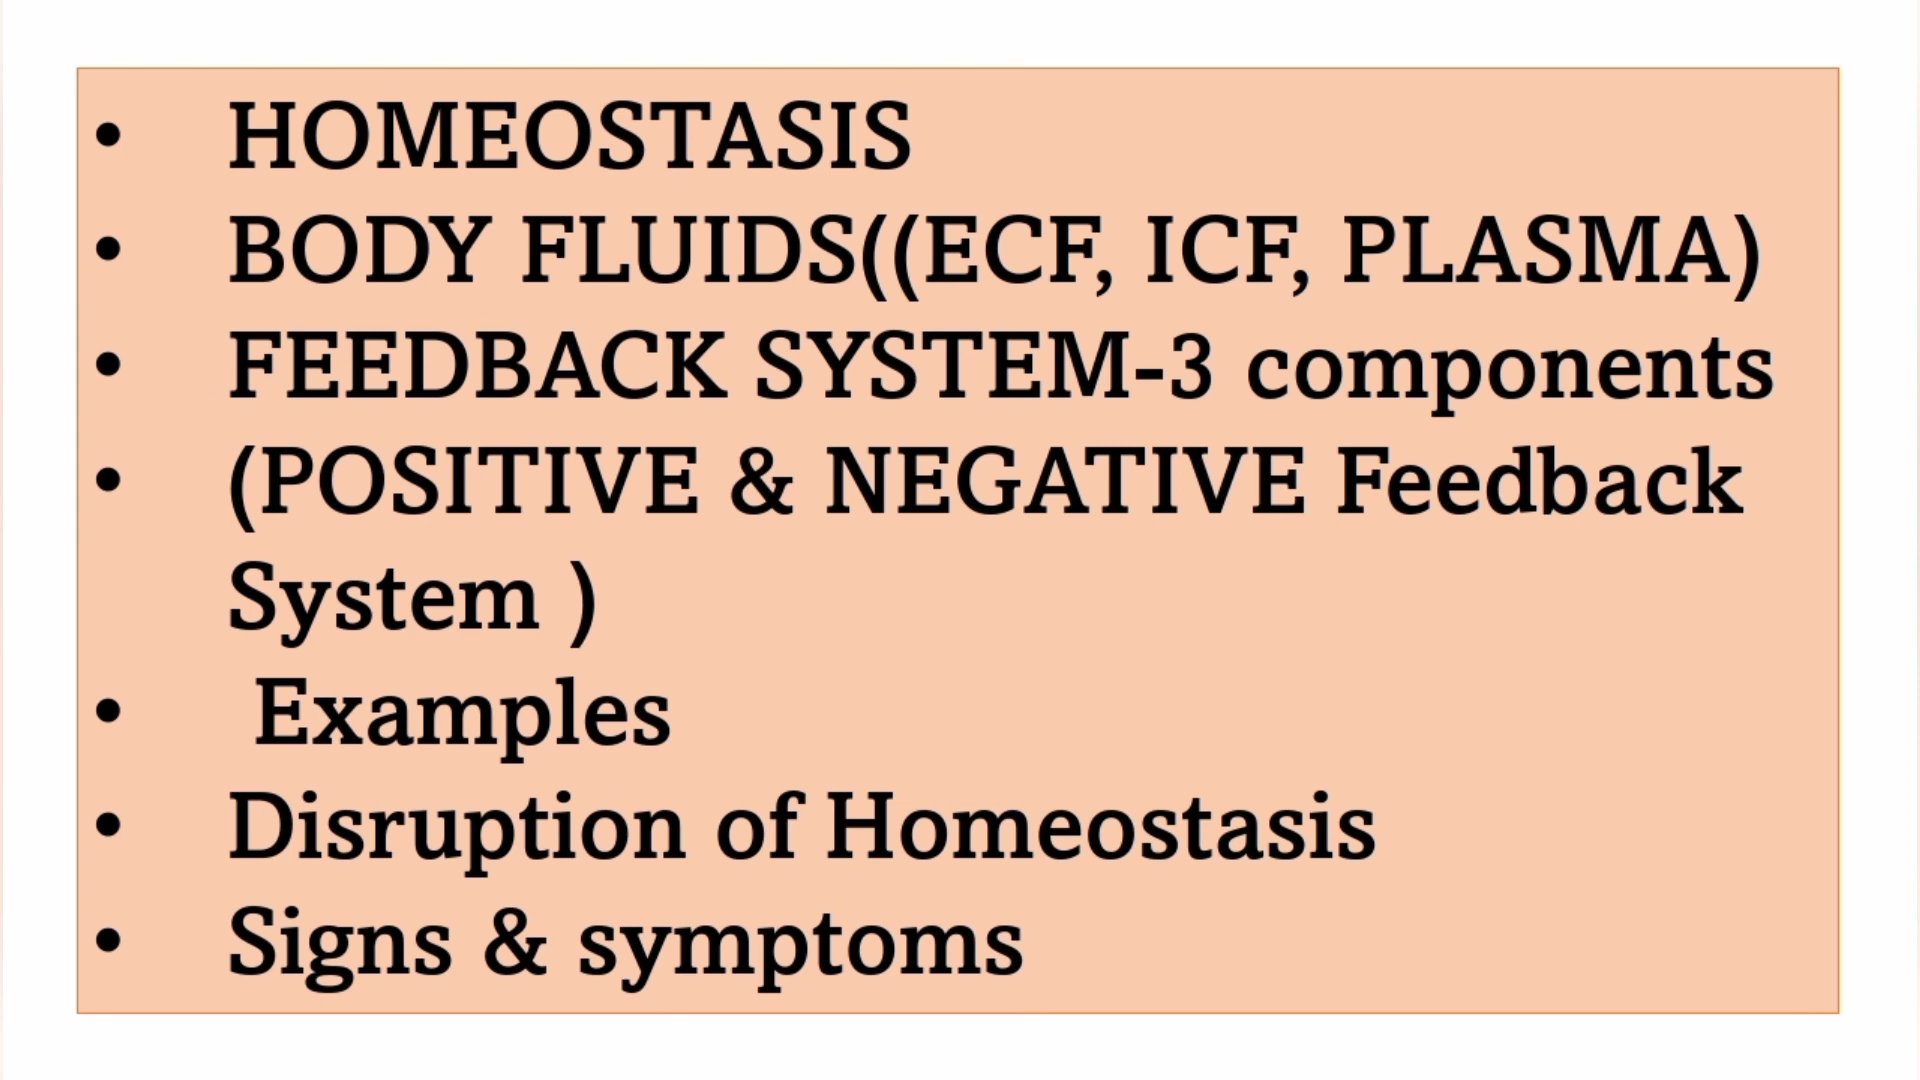 • HOMEOSTASIS
• BODY FLUIDS((ECF, ICF, PLASMA)
• FEEDBACK SYSTEM-3 components
• (POSITIVE & NEGATIVE Feedback
System )
• Examples
• Disruption of Homeostasis
• Signs & symptoms